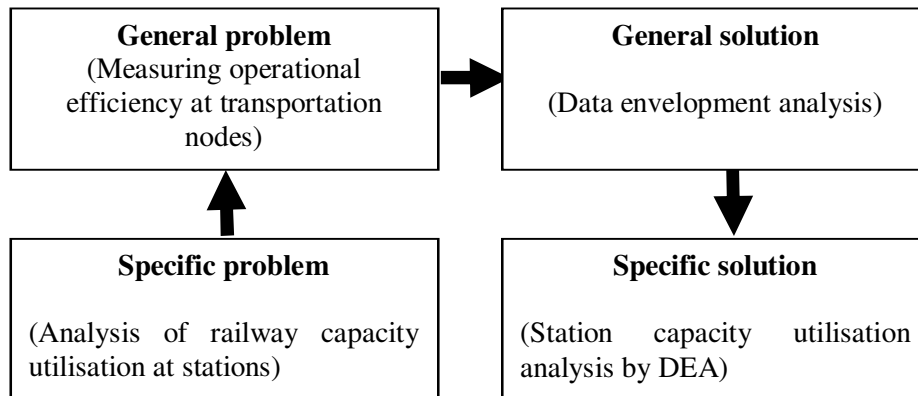 General problem
(Measuring operational
efficiency at transportation
nodes)
General solution
(Data envelopment analysis)
Specific problem
(Analysis of railway capacity
utilisation at stations)
Specific solution
(Station capacity utilisation
analysis by DEA)